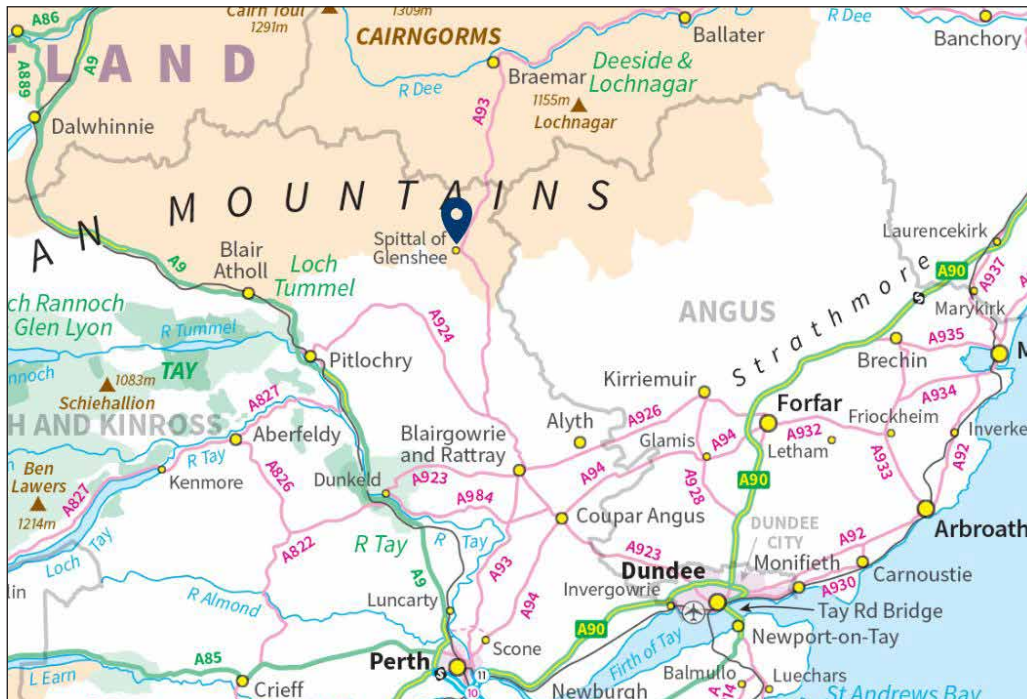 A86
Cairn Toul
1291m
1309m
CAIRNGORMS
Ballater
R Dee
Banchory
TLAND
A9
A889
Braemar
R Dee
Deeside &
Lochnagar
1155m
Lochnagar
A93
Dalwhinnie
AN MOUNTAINS
Spittal of
Glenshee
Blair
Atholl
A9
Loch
Tummel
Laurencekirk
A90
A937
Strathmore
S
Marykirk
ANGUS
ch Rannoch
Glen Lyon
R Tummel
A924
Pitlochry
annoch
TAY
1083m
Schiehallion
A935
Brechin
M
A934
Kirriemuir
H AND KINROSS
A827
Aberfeldy
Alyth
A926
Forfar
Friockheim
Inverke
Blairgowrie
and Rattray
Glamis
A94
A932
Letham
A933
A92
Ben
Lawers
1214m
A827
R Tay
Kenmore
A826
Dunkeld
A923
A984
A94
A928
A90
Loch Tay
A822
R Tay
R Tay
Coupar Angus
Arbroath
A93
A923
DUNDEE
CITY
A92
Dundee
Monifieth
Carnoustie
A930
lin
R Almond
A9
Luncarty
A94
Invergowrie
Tay Rd Bridge
A90
Newport-on-Tay
Scone
Firth of Tay
A85
Perth
11
S
10
L Earn
Crieff
Newburgh
Balmullo
Luechars
A
14
St Andrews Bay